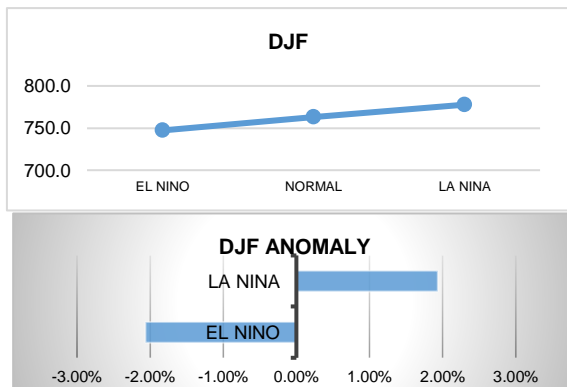 DJF
800.0
750.0
700.0
EL NINO NORMAL LA NINA
DJF ANOMALY
LA NINA
EL NINO
-3.00% -2.00% -1.00% 0.00% 1.00% 2.00% 3.00%